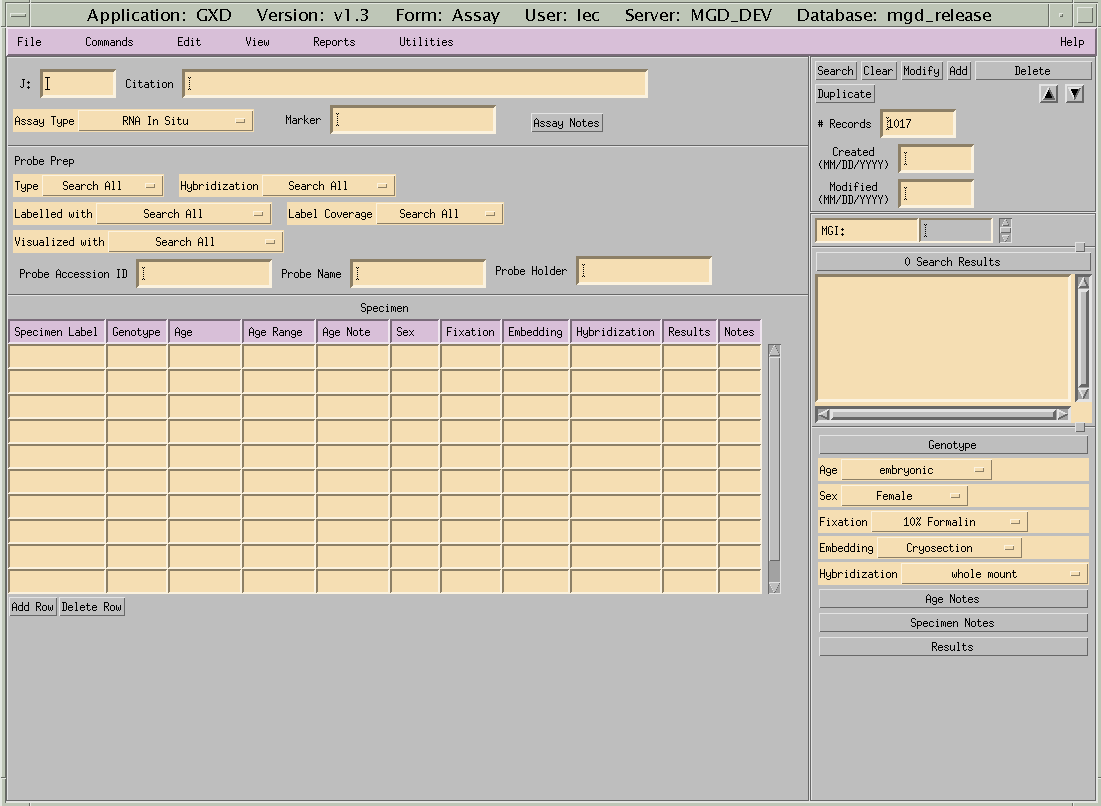 Application: GXD Version: v1.3 Form: Assay User: lec Server: MGD_DEV Database: mgd_release
File Commands Edit View Reports Utilities Help
J: Citation
Assay Type RNA In Situ Marker Assay Notes
Probe Prep
Type Search All Hybridization Search All
Labelled with Search All Label Coverage Search All
Visualized with Search All
Probe Accession ID Probe Name Probe Holder
Specimen
Specimen Label Genotype Age Age Range Age Note Sex Fixation Embedding Hybridization Results Notes
Add Row Delete Row
Search Clear Modify Add Delete
Duplicate
# Records 1017
Created
(MM/DD/YYYY)
Modified
(MM/DD/YYYY)
MGI:
0 Search Results
Genotype
Age embryonic
Sex Female
Fixation 10% Formalin
Embedding Cryosection
Hybridization whole mount
Age Notes
Specimen Notes
Results